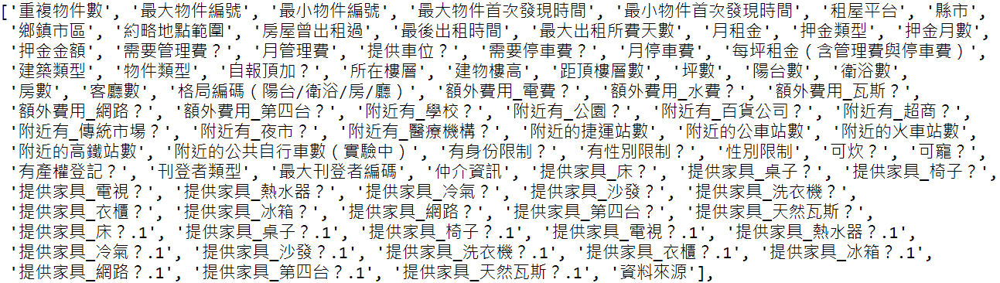 ['重複物件數', '最大物件編號', '最小物件編號', '最大物件首次發現時間', '最小物件首次發現時間', '租屋平台', '縣市',
'鄉鎮市區', '約略地點範圍', '房屋曾出租過', '最後出租時間', '最大出租所費天數', '月租金', '押金類型', '押金月數',
'押金金額', '需要管理費？', '月管理費', '提供車位？', '需要停車費？', '月停車費', '每坪租金（含管理費與停車費）',
'建築類型', '物件類型', '自報頂加？', '所在樓層', '建物樓高', '距頂樓層數', '坪數', '陽台數', '衛浴數',
'房數', '客廳數', '格局編碼（陽台/衛浴/房/廳）', '額外費用_電費？', '額外費用_水費？', '額外費用_瓦斯？',
'額外費用_網路？', '額外費用_第四台？', '附近有_學校？', '附近有_公園？', '附近有_百貨公司？', '附近有_超商？',
'附近有_傳統市場？', '附近有_夜市？', '附近有_醫療機構？', '附近的捷運站數', '附近的公車站數', '附近的火車站數',
'附近的高鐵站數', '附近的公共自行車數（實驗中）', '有身份限制？', '有性別限制？', '性別限制', '可炊？', '可寵？',
'有產權登記？', '刊登者類型', '最大刊登者編碼', '仲介資訊', '提供家具_床？', '提供家具_桌子？', '提供家具_椅子？',
'提供家具_電視？', '提供家具_熱水器？', '提供家具_冷氣？', '提供家具_沙發？', '提供家具_洗衣機？',
'提供家具_衣櫃？', '提供家具_冰箱？', '提供家具_網路？', '提供家具_第四台？', '提供家具_天然瓦斯？',
'提供家具_床？.1', '提供家具_桌子？.1', '提供家具_椅子？.1', '提供家具_電視？.1', '提供家具_熱水器？.1',
'提供家具_冷氣？.1', '提供家具_沙發？.1', '提供家具_洗衣機？.1', '提供家具_衣櫃？.1', '提供家具_冰箱？.1',
'提供家具_網路？.1', '提供家具_第四台？.1', '提供家具_天然瓦斯？.1', '資料來源'],